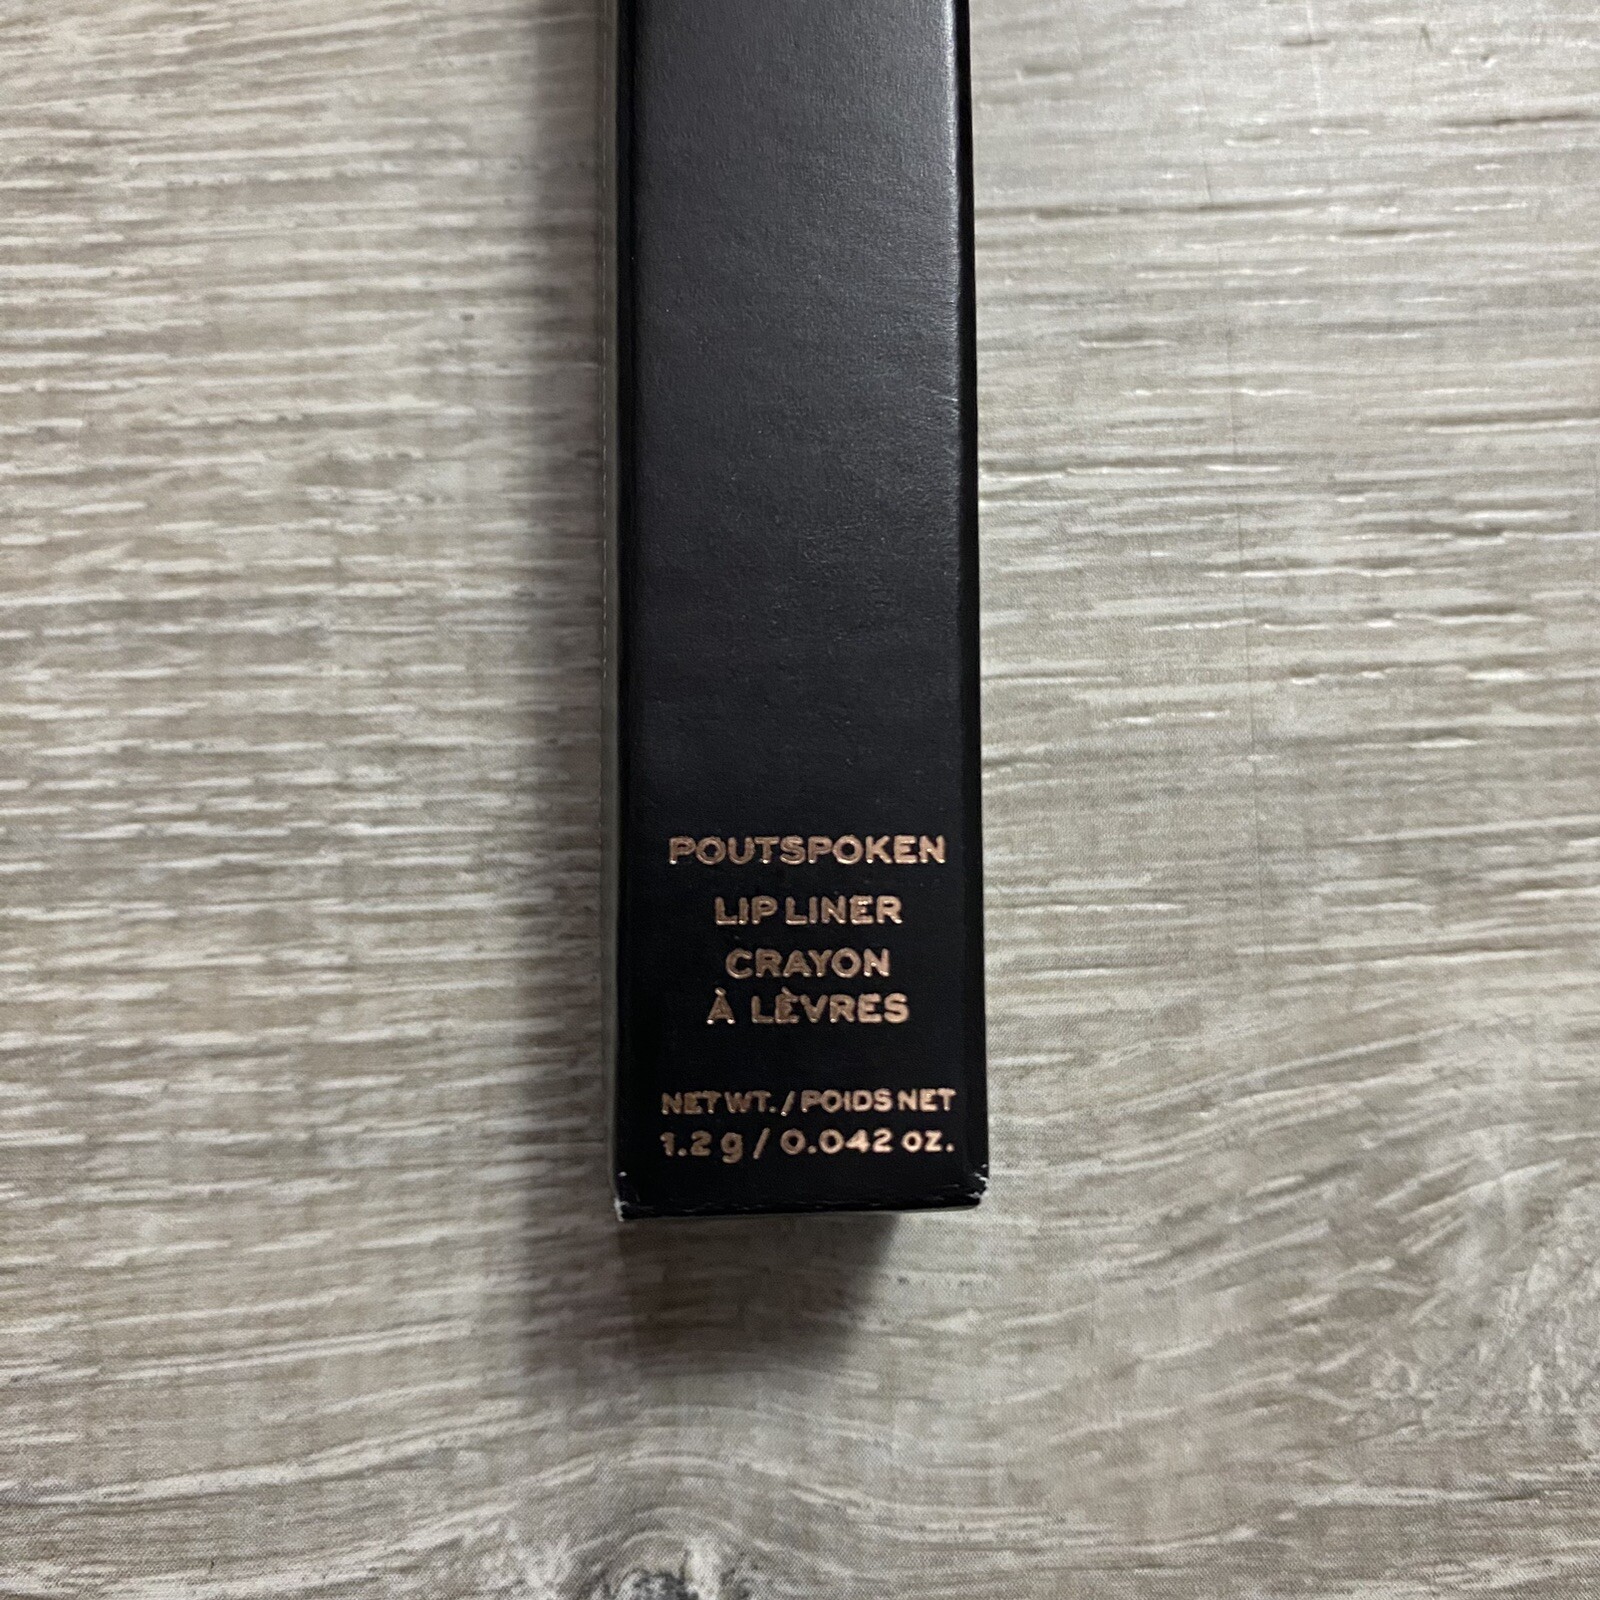 POUTSPOKEN
LIP LINER
CRAYON
À LÈVRES
NET WT. / POIDS NET
1.2 g / 0.042 oz.